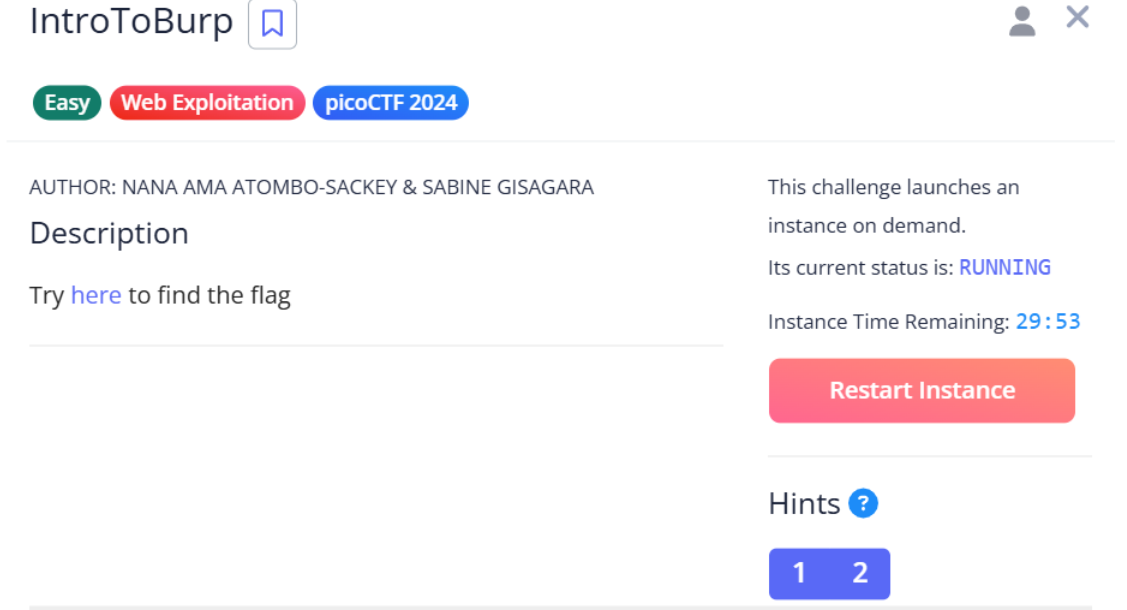 IntroToBurp
Easy Web Exploitation picoCTF 2024
AUTHOR: NANA AMA ATOMBO-SACKEY & SABINE GISAGARA
Description
Try here to find the flag
This challenge launches an
instance on demand.
Its current status is: RUNNING
Instance Time Remaining: 29:53
Restart Instance
Hints ?
1 2